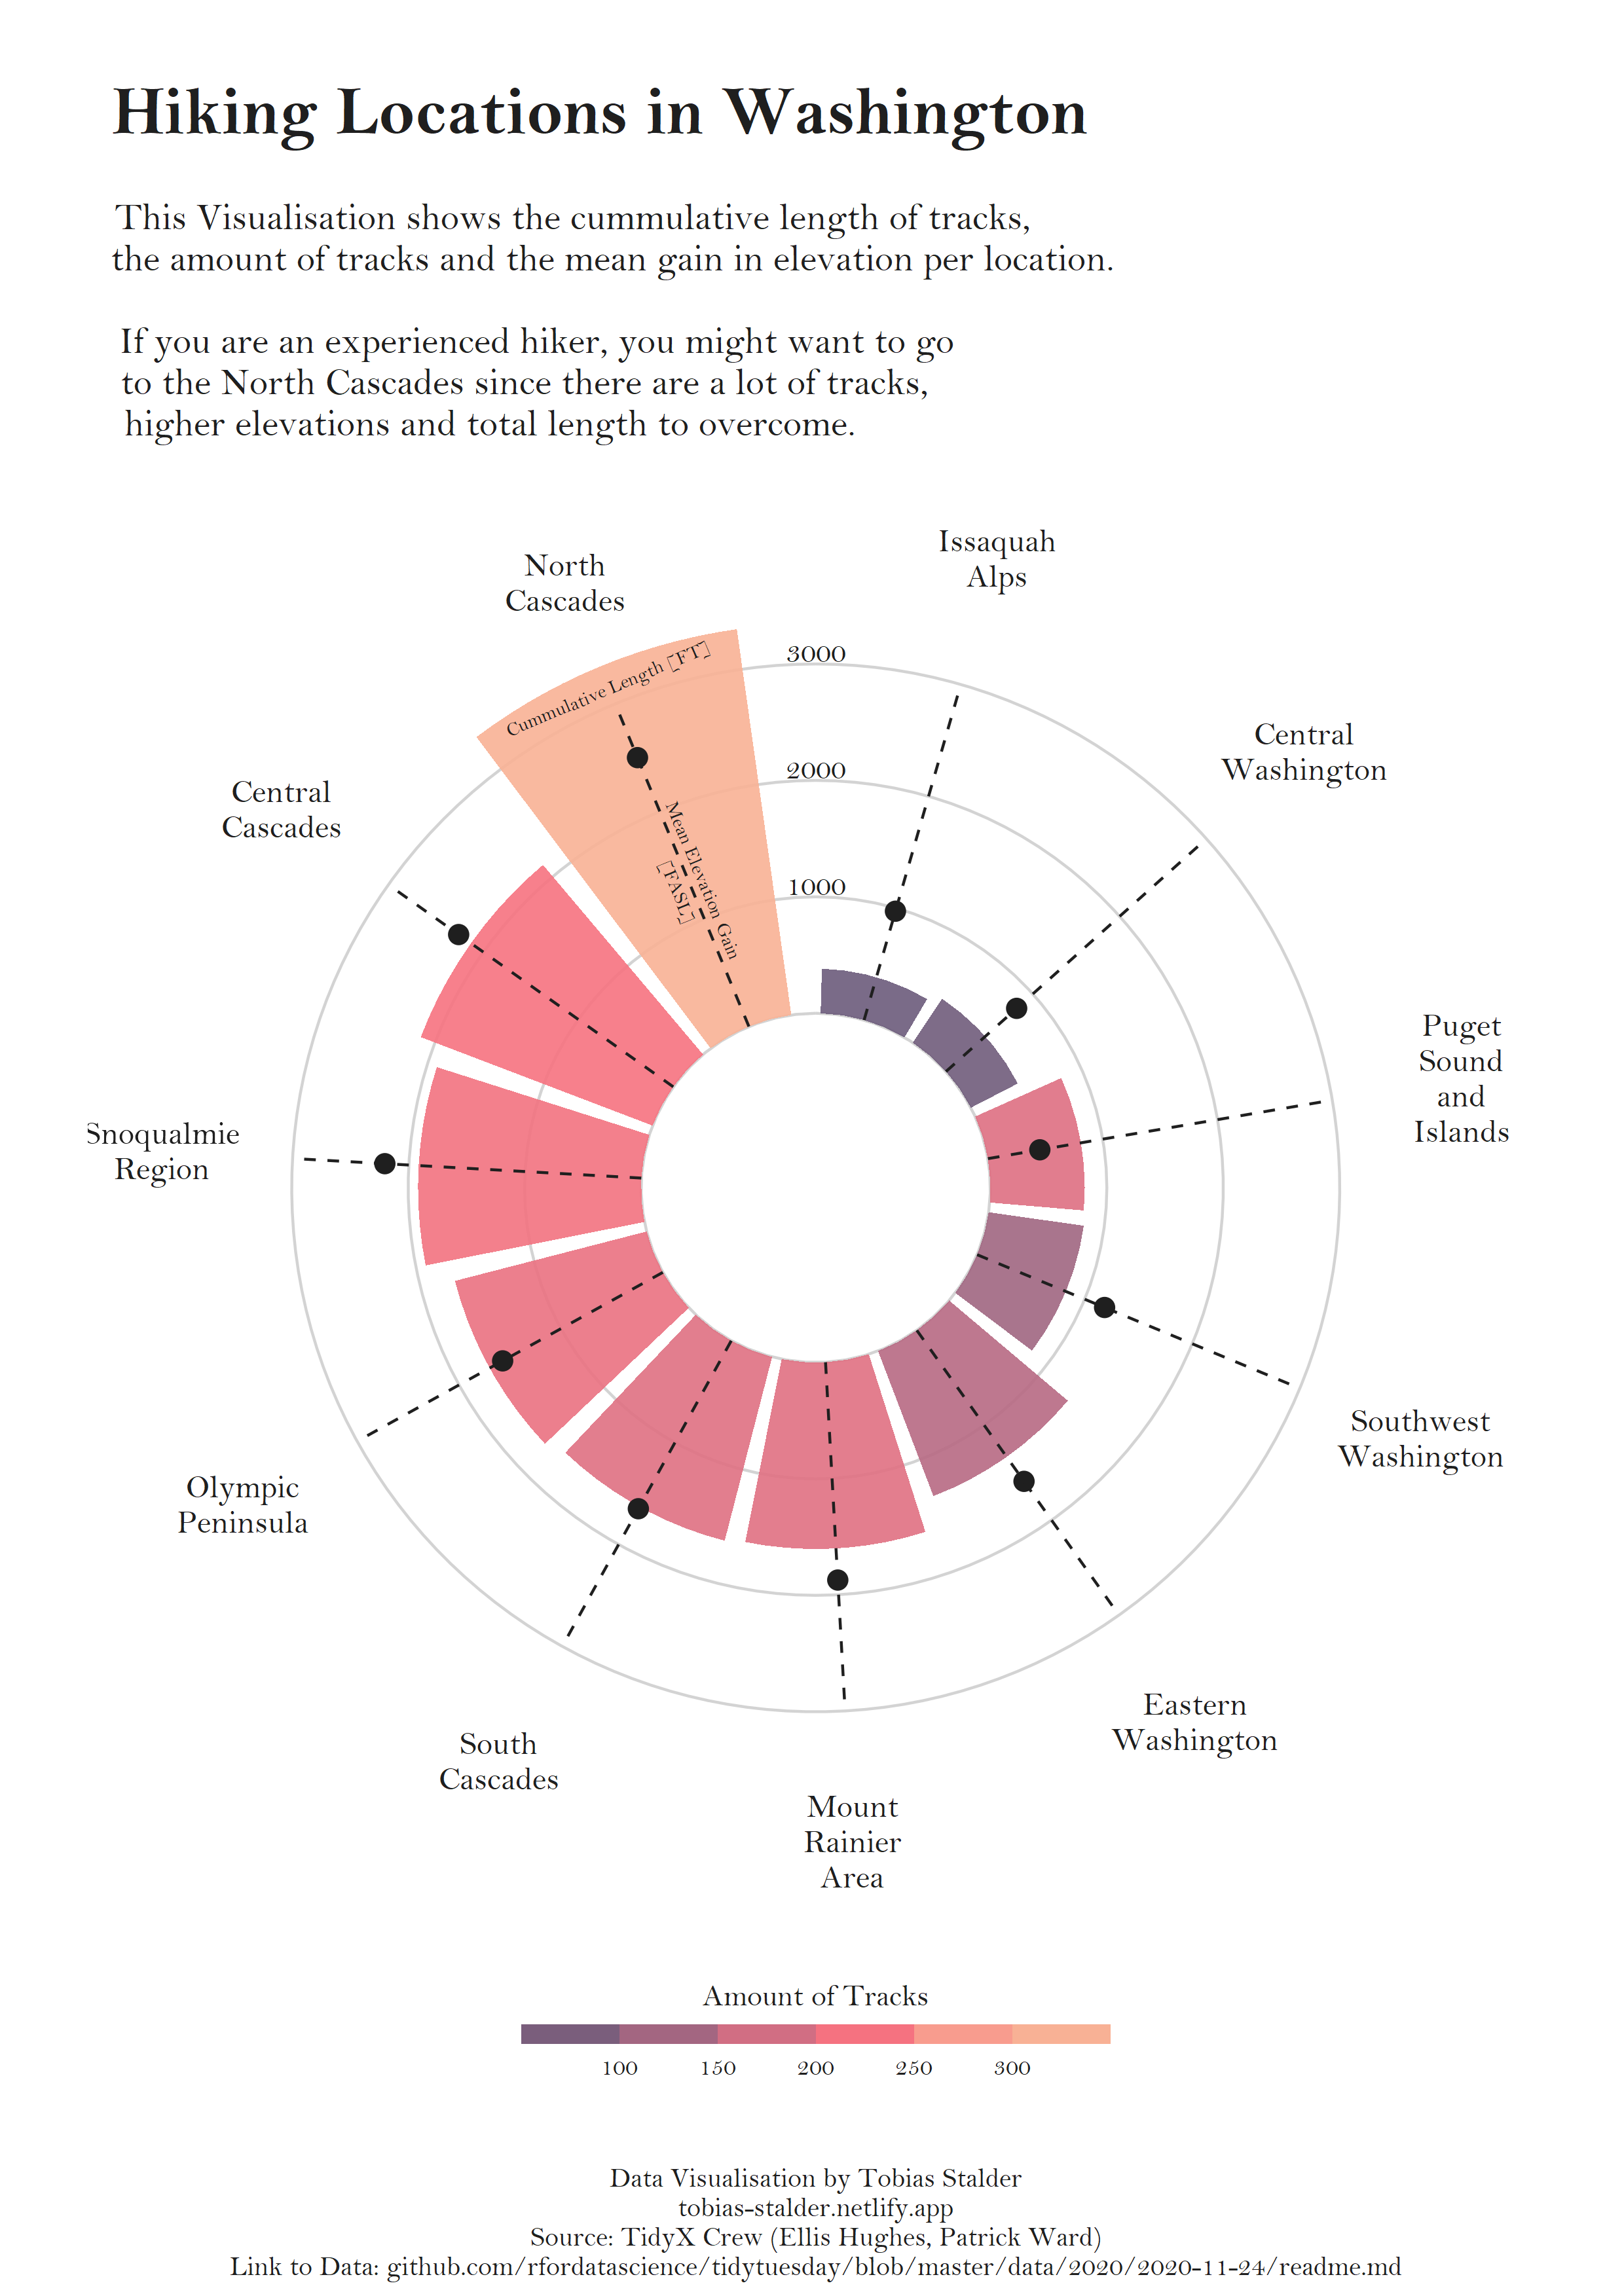 Hiking Locations in Washington
This Visualisation shows the cummulative length of tracks,
the amount of tracks and the mean gain in elevation per location.
If you are an experienced hiker, you might want to go
to the North Cascades since there are a lot of tracks,
higher elevations and total length to overcome.
Issaquah
Alps
North
Cascades
3000
Cummulative Length [FT]
Central
Washington
2000
Central
Cascades
1000
Mean Elevation Gain
[FASL]
Puget
Sound
and
Islands
Snoqualmie
Region
Southwest
Washington
Olympic
Peninsula
Eastern
Washington
South
Cascades
Mount
Rainier
Area
Amount of Tracks
100 150 200 250 300
Data Visualisation by Tobias Stalder
tobias-stalder.netlify.app
Source: TidyX Crew (Ellis Hughes, Patrick Ward)
Link to Data: github.com/rfordatascience/tidytuesday/blob/master/data/2020/2020-11-24/readme.md